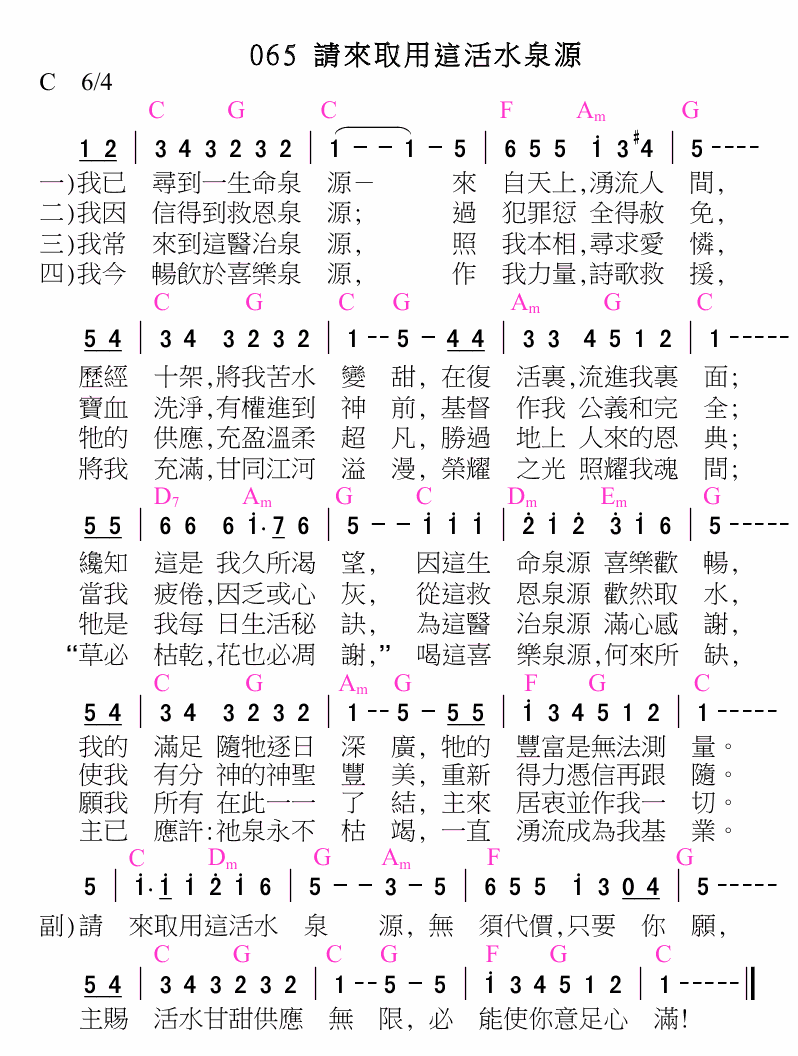 065 請來取用這活水泉源
C 6/4
C G C F Am G
1 2 | 3 4 3 2 3 2 | 1 - - 1 - 5 | 6 5 5 i 3 #4 | 5 - - - -
一)我已 尋到一生命泉 源— 來 自天上,湧流人 間,
二)我因 信得到救恩泉 源; 過 犯罪愆 全得赦 免,
三)我常 來到這醫治泉 源, 照 我本相,尋求愛 憐,
四)我今 暢飲於喜樂泉 源, 作 我力量,詩歌救 援,
C G C G Am G C
5 4 | 3 4 3 2 3 2 | 1 - - 5 - 4 4 | 3 3 4 5 1 2 | 1 - - - - -
歷經 十架,將我苦水 變 甜, 在復 活裏,流進我裏 面;
寶血 洗淨,有權進到 神 前, 基督 作我 公義和完 全;
牠的 供應,充盈溫柔 超 凡, 勝過 地上 人來的恩 典;
將我 充滿,甘同江河 溢 漫, 榮耀 之光 照耀我魂 間;
D7 Am G C Dm Em G
5 5 | 6 6 6 i· 7 6 | 5 - - i i i | 2̇ i 2̇ 3̇ i 6 | 5 - - - - -
纔知 這是 我久所渴 望, 因這生 命泉源 喜樂歡 暢,
當我 疲倦,因乏或心 灰, 從這救 恩泉源 歡然取 水,
牠是 我每 日生活秘 訣, 為這醫 治泉源 滿心感 謝,
“草必 枯乾,花也必凋 謝,” 喝這喜 樂泉源,何來所 缺,
C G Am G F G C
5 4 | 3 4 3 2 3 2 | 1 - - 5 - 5 5 | i 3 4 5 1 2 | 1 - - - - -
我的 滿足 隨牠逐日 深 廣, 牠的 豐富是無法測 量。
使我 有分 神的神聖 豐 美, 重新 得力憑信再跟 隨。
願我 所有 在此一一 了 結, 主來 居衷並作我一 切。
主已 應許:祂泉永不 枯 竭, 一直 湧流成為我基 業。
C Dm G Am F G
5 | i· i i 2̇ i 6 | 5 - - 3 - 5 | 6 5 5 i 3 0 4 | 5 - - - - -
副)請 來取用這活水 泉 源, 無 須代價,只要 你 願,
C G C G F G C
5 4 | 3 4 3 2 3 2 | 1 - - 5 - 5 | i 3 4 5 1 2 | 1 - - - - - ‖
主賜 活水甘甜供應 無 限, 必 能使你意足心 滿!